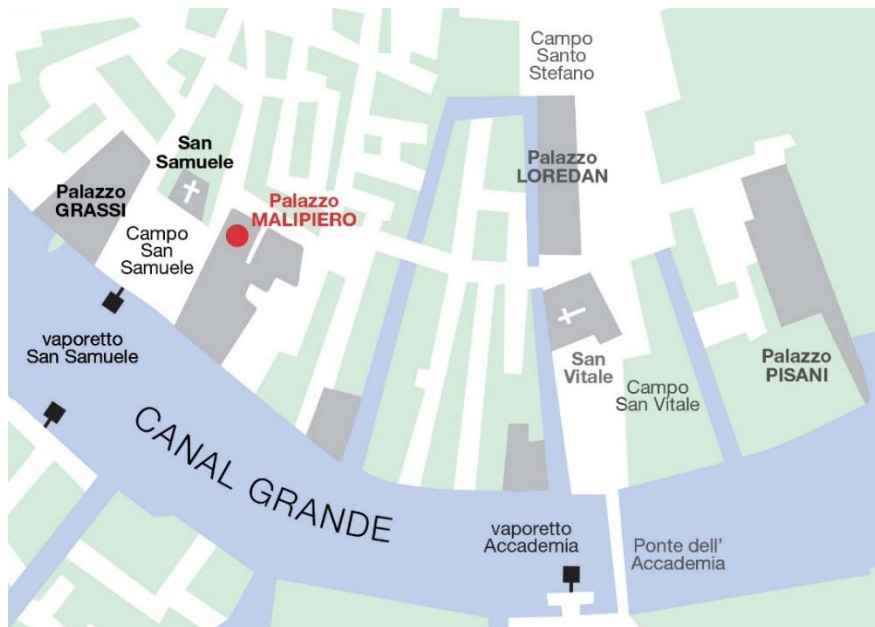 Campo
Santo
Stefano
San
Samuele
Palazzo
LOREDAN
Palazzo
GRASSI
Palazzo
MALIPIERO
Campo
San
Samuele
vaporetto
San Samuele
San
Vitale
Palazzo
PISANI
Campo
San Vitale
CANAL GRANDE
vaporetto
Accademia
Ponte dell’
Accademia